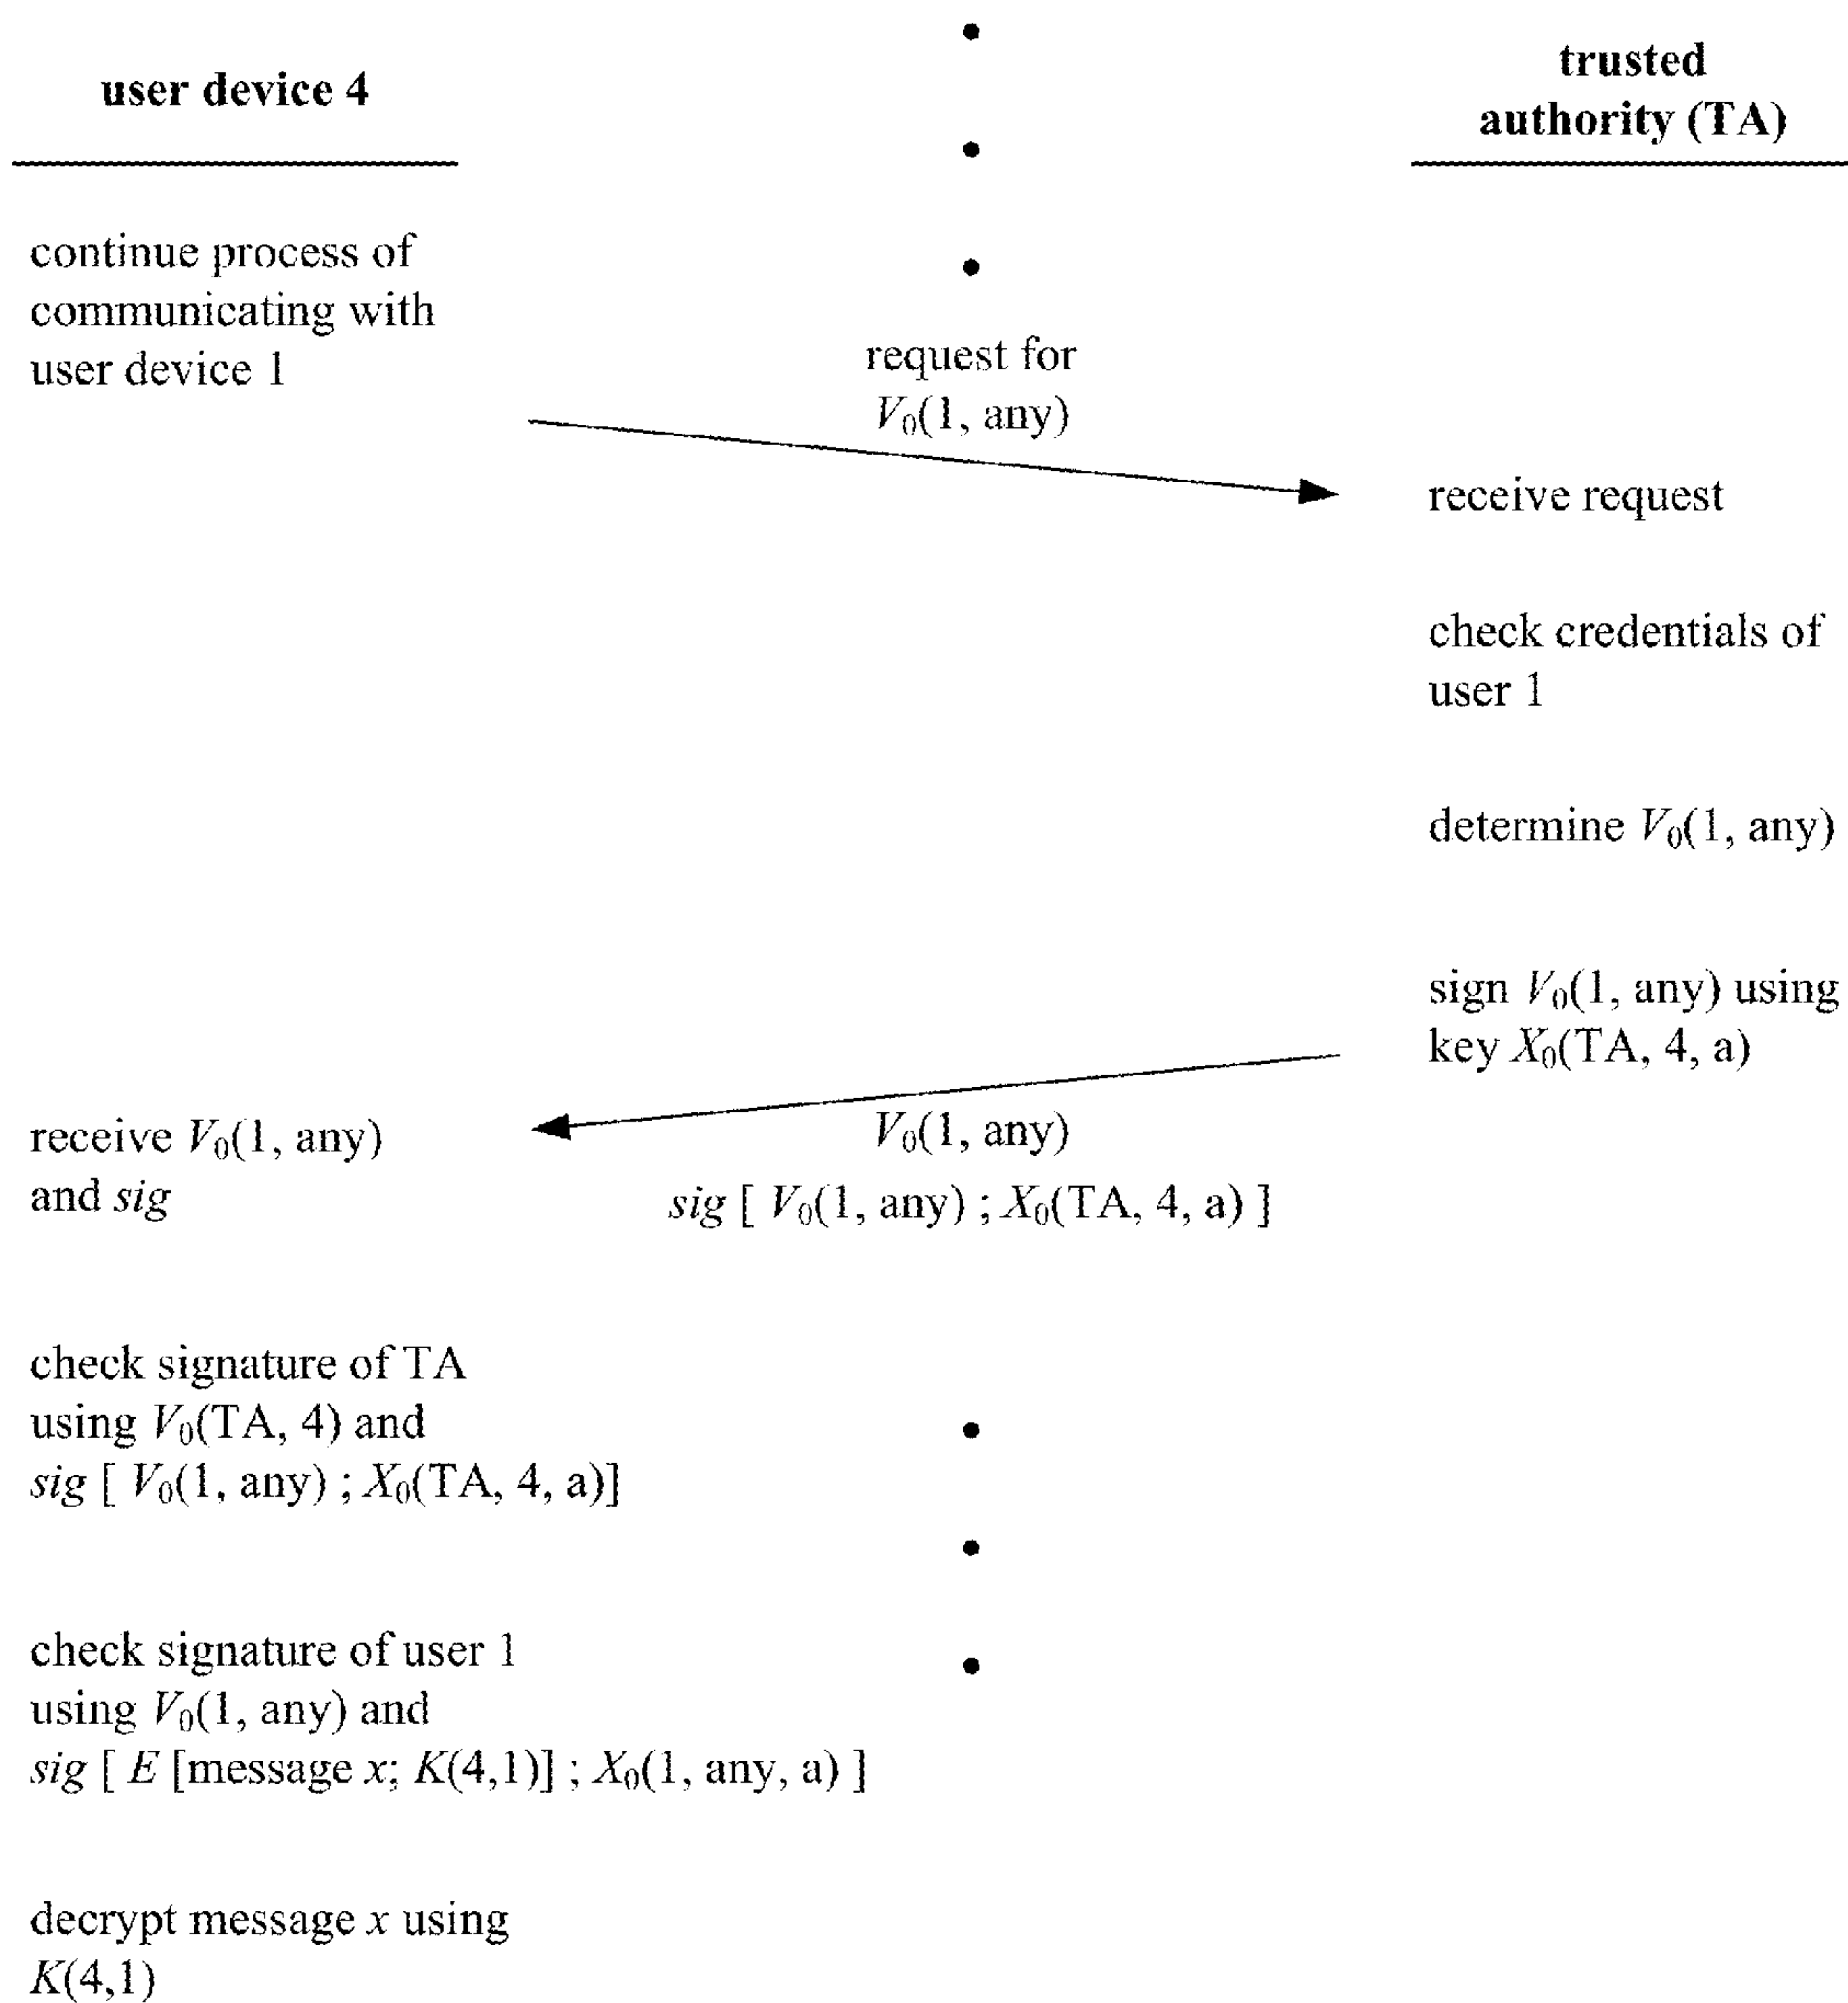 user device 4
trusted
authority (TA)
continue process of
communicating with
user device 1
request for
V₀(1, any)
receive request
check credentials of
user 1
determine V₀(1, any)
sign V₀(1, any) using
key X₀(TA, 4, a)
receive V₀(1, any)
and sig
V₀(1, any)
sig [ V₀(1, any) ; X₀(TA, 4, a) ]
check signature of TA
using V₀(TA, 4) and
sig [ V₀(1, any) ; X₀(TA, 4, a)]
check signature of user 1
using V₀(1, any) and
sig [ E [message x; K(4,1)] ; X₀(1, any, a) ]
decrypt message x using
K(4,1)